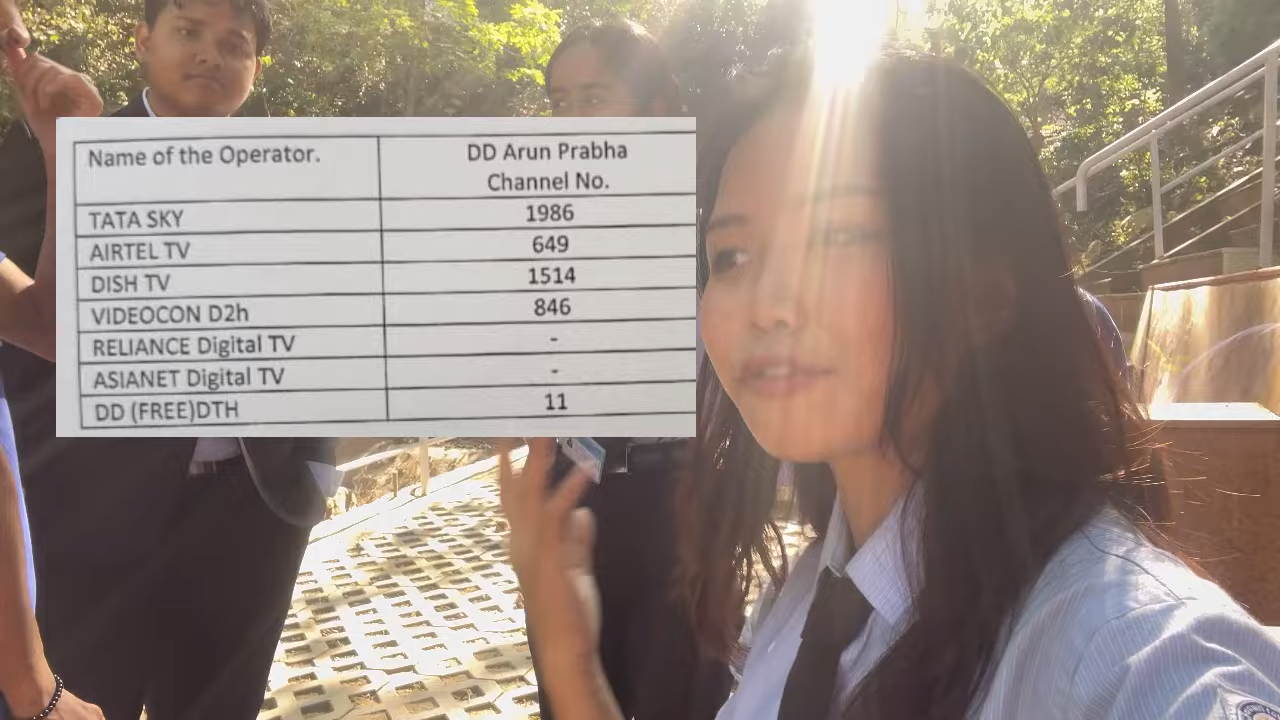 Name of the Operator. DD Arun Prabha
Channel No.
TATA SKY 1986
AIRTEL TV 649
DISH TV 1514
VIDEOCON D2h 846
RELIANCE Digital TV -
ASIANET Digital TV -
DD (FREE)DTH 11